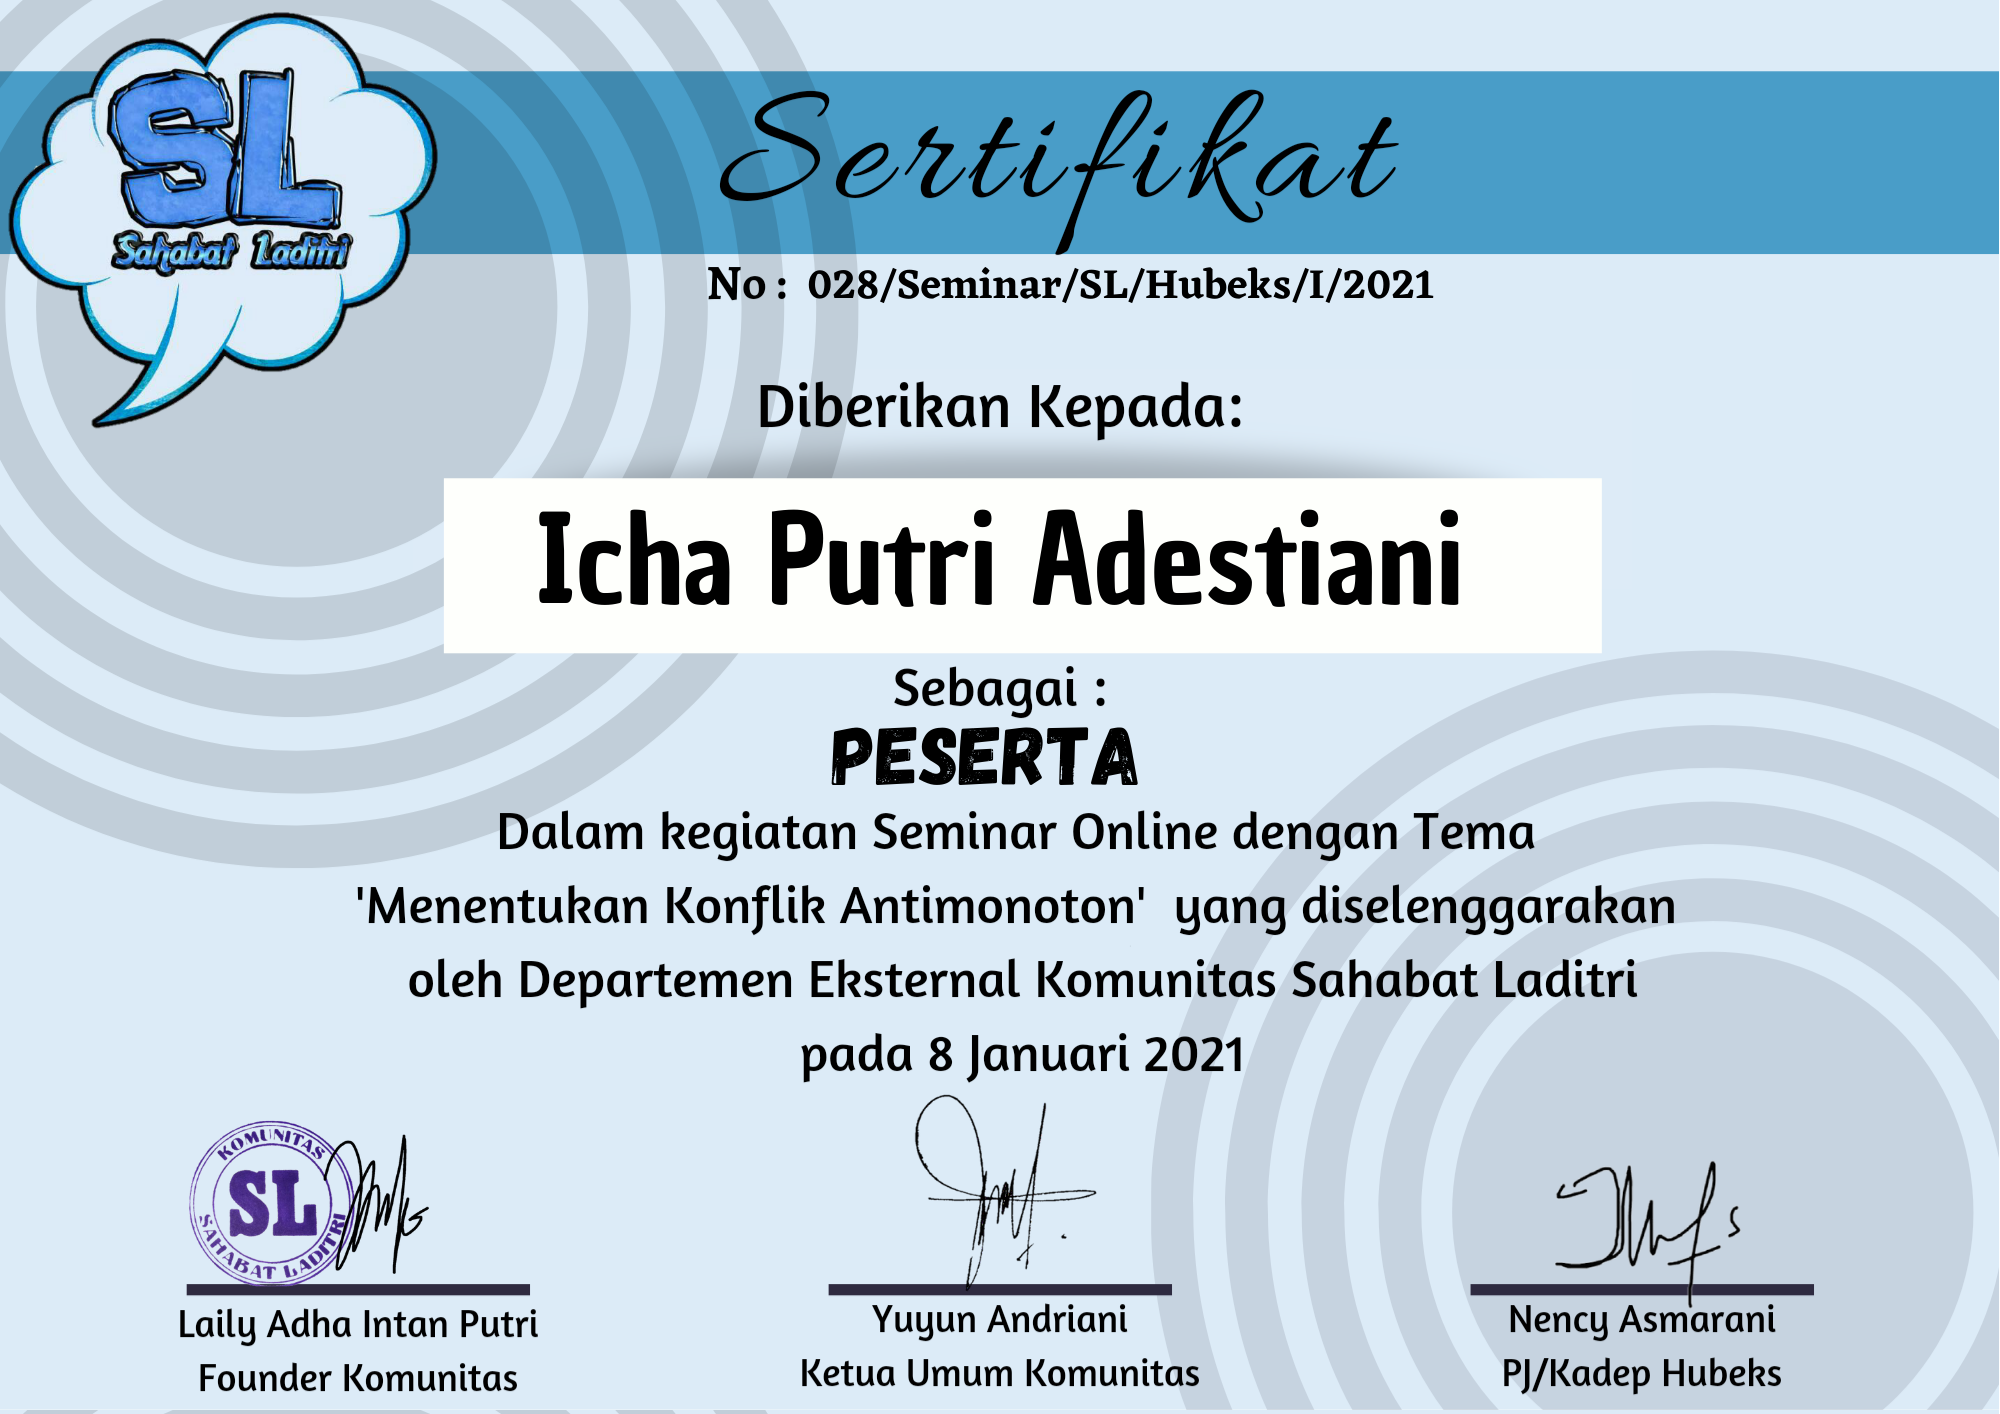 SL
Sahabat Laditri
Sertifikat
No : 028/Seminar/SL/Hubeks/I/2021
Diberikan Kepada:
Icha Putri Adestiani
Sebagai :
PESERTA
Dalam kegiatan Seminar Online dengan Tema
'Menentukan Konflik Antimonoton' yang diselenggarakan
oleh Departemen Eksternal Komunitas Sahabat Laditri
pada 8 Januari 2021
KOMUNITAS
SL
SAHABAT LADITRI
Laily Adha Intan Putri
Founder Komunitas
Yuyun Andriani
Ketua Umum Komunitas
Nency Asmarani
PJ/Kadep Hubeks